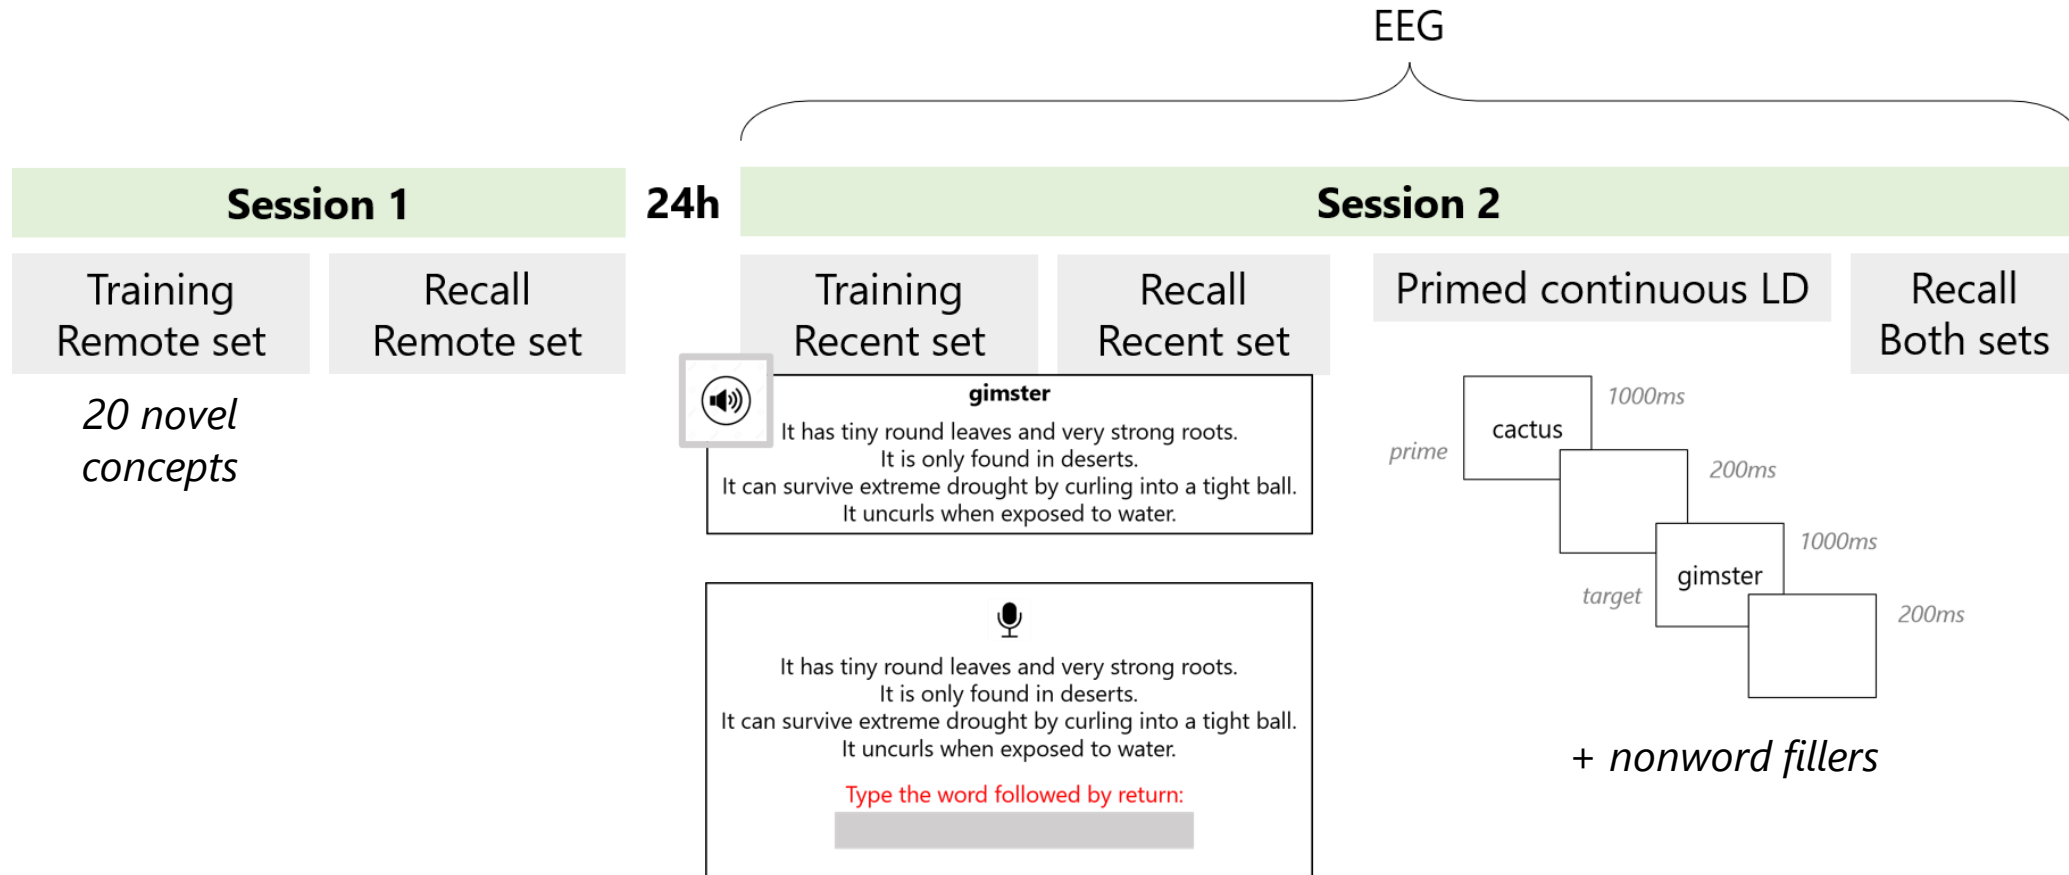 EEG
Session 1
24h
Session 2
Training
Remote set
Recall
Remote set
Training
Recent set
Recall
Recent set
Primed continuous LD
Recall
Both sets
20 novel
concepts
gimster
It has tiny round leaves and very strong roots.
It is only found in deserts.
It can survive extreme drought by curling into a tight ball.
It uncurls when exposed to water.
It has tiny round leaves and very strong roots.
It is only found in deserts.
It can survive extreme drought by curling into a tight ball.
It uncurls when exposed to water.
Type the word followed by return:
1000ms
cactus
prime
200ms
1000ms
gimster
target
200ms
+ nonword fillers